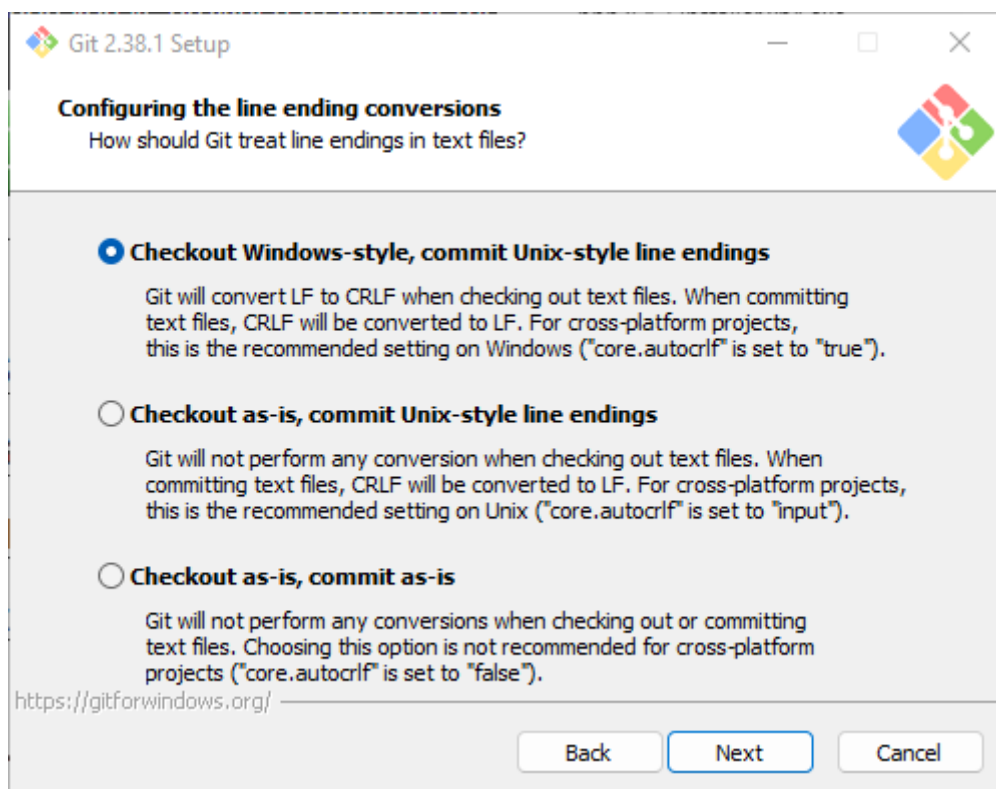 Git 2.38.1 Setup
Configuring the line ending conversions
How should Git treat line endings in text files?
Checkout Windows-style, commit Unix-style line endings
Git will convert LF to CRLF when checking out text files. When committing
text files, CRLF will be converted to LF. For cross-platform projects,
this is the recommended setting on Windows ("core.autocrlf" is set to "true").
Checkout as-is, commit Unix-style line endings
Git will not perform any conversion when checking out text files. When
committing text files, CRLF will be converted to LF. For cross-platform projects,
this is the recommended setting on Unix ("core.autocrlf" is set to "input").
Checkout as-is, commit as-is
Git will not perform any conversions when checking out or committing
text files. Choosing this option is not recommended for cross-platform
projects ("core.autocrlf" is set to "false").
https://gitforwindows.org/
Back Next Cancel